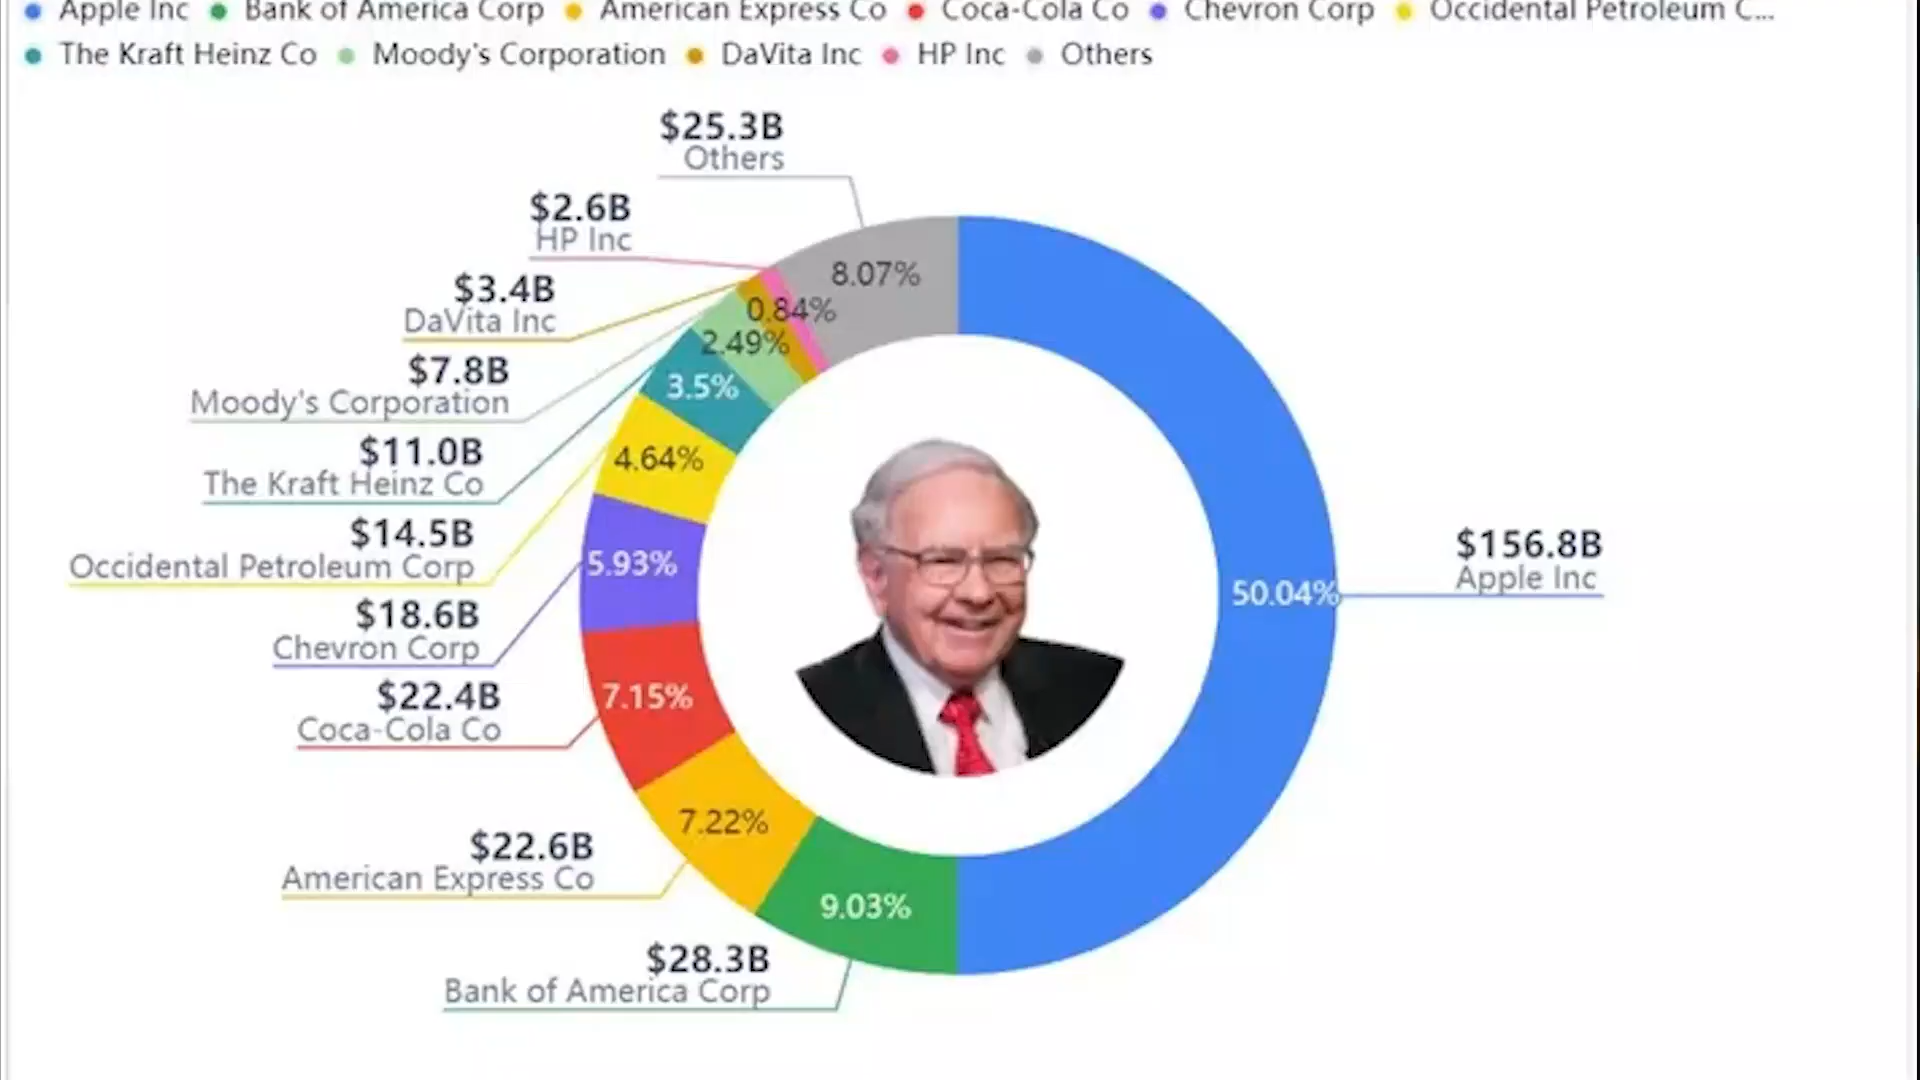 Apple Inc Bank of America Corp American Express Co Coca-Cola Co Chevron Corp Occidental Petroleum C...
The Kraft Heinz Co Moody's Corporation DaVita Inc HP Inc Others
$25.3B
Others
$2.6B
HP Inc
8.07%
$3.4B
DaVita Inc
0.84%
2.49%
$7.8B
Moody's Corporation
3.5%
$11.0B
The Kraft Heinz Co
4.64%
$14.5B
Occidental Petroleum Corp
5.93%
$156.8B
Apple Inc
50.04%
$18.6B
Chevron Corp
$22.4B
Coca-Cola Co
7.15%
7.22%
$22.6B
American Express Co
9.03%
$28.3B
Bank of America Corp